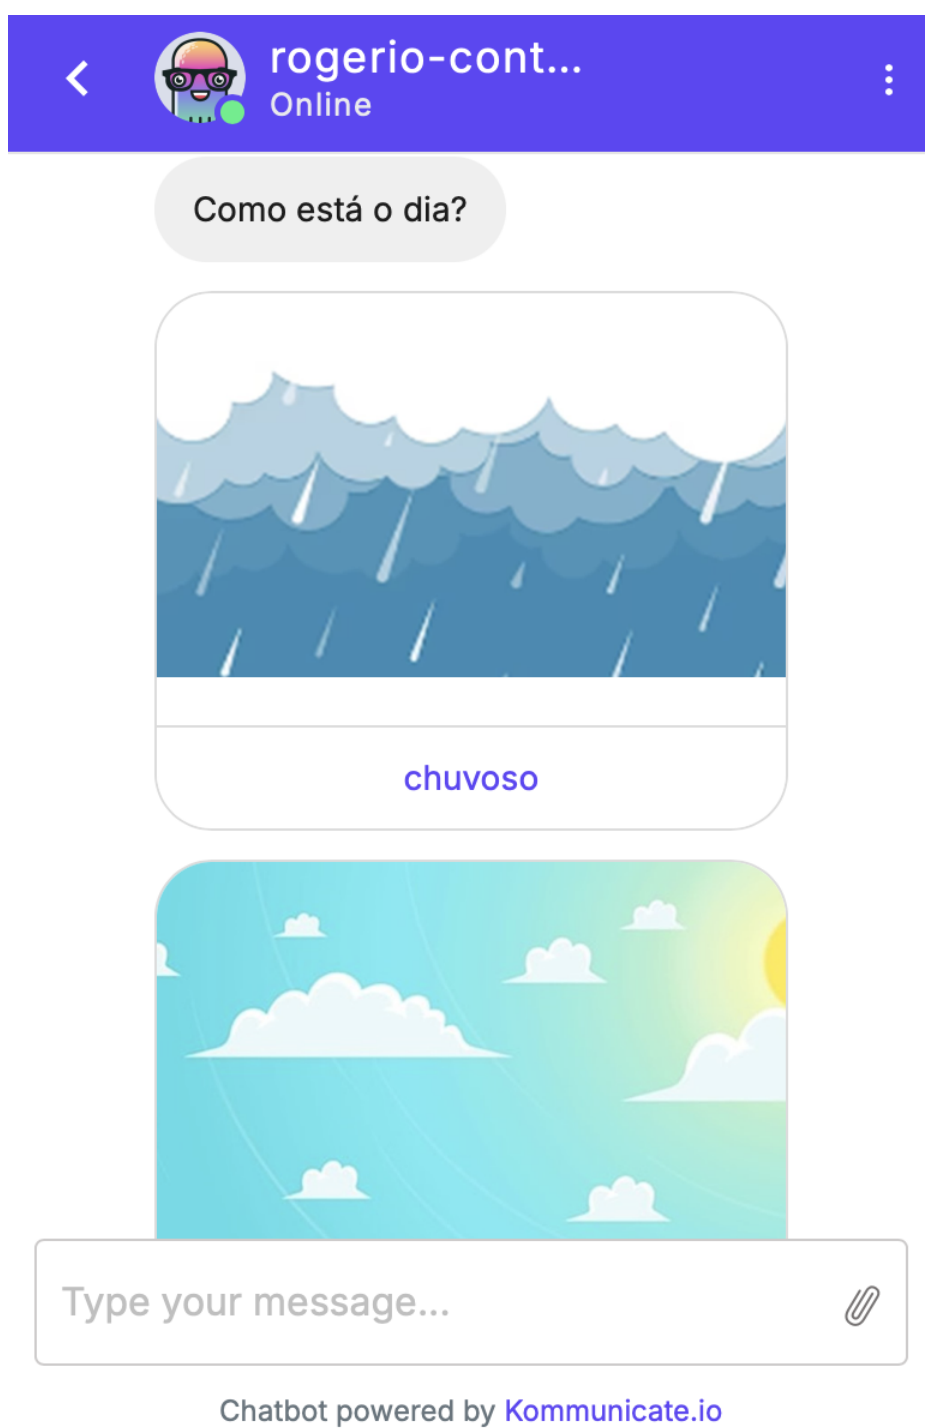 rogerio-cont...
Online
Como está o dia?
chuvoso
Type your message...
Chatbot powered by Kommunicate.io